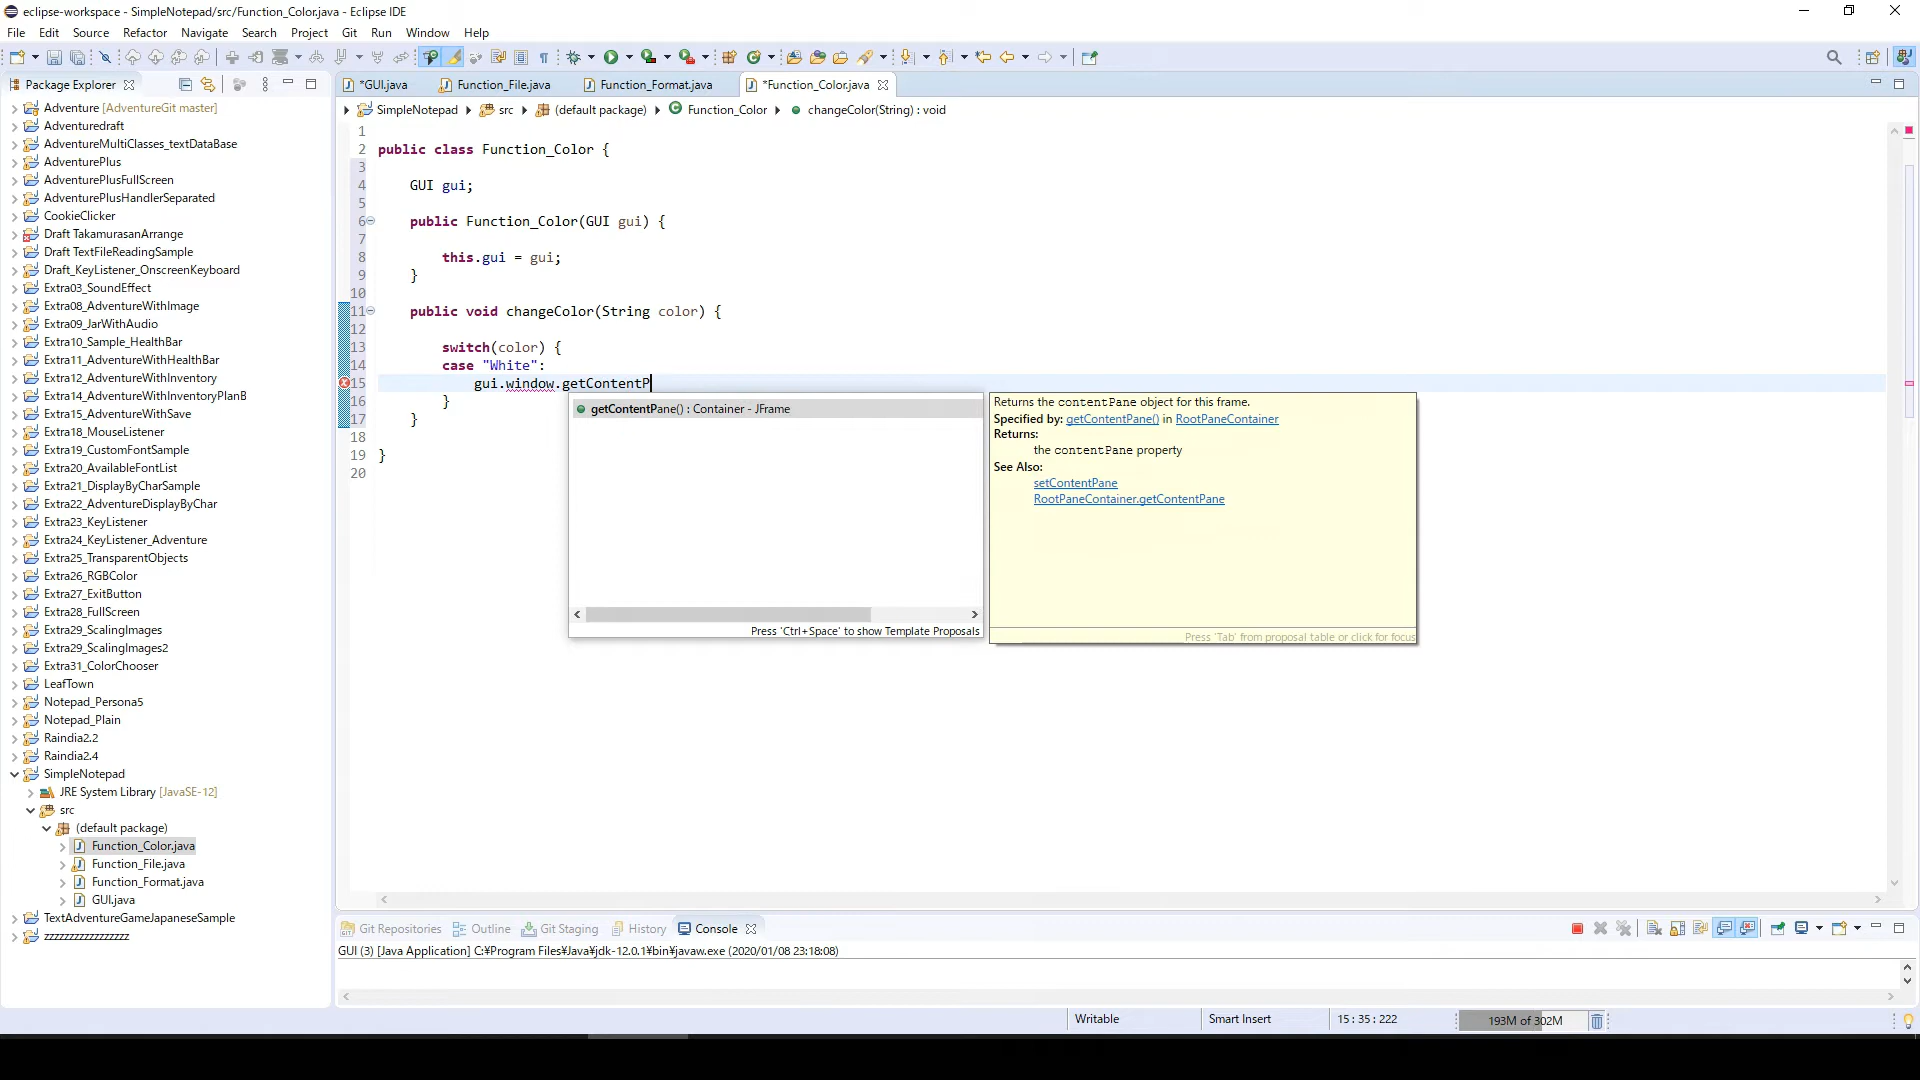 eclipse-workspace - SimpleNotepad/src/Function_Color.java - Eclipse IDE
File Edit Source Refactor Navigate Search Project Git Run Window Help
Package Explorer
*GUI.java Function_File.java Function_Format.java *Function_Color.java
SimpleNotepad src (default package) Function_Color changeColor(String) : void
Adventure [AdventureGit master]
Adventuredraft
AdventureMultiClasses_textDataBase
AdventurePlus
AdventurePlusFullScreen
AdventurePlusHandlerSeparated
CookieClicker
Draft TakamurasanArrange
Draft TextFileReadingSample
Draft_KeyListener_OnscreenKeyboard
Extra03_SoundEffect
Extra08_AdventureWithImage
Extra09_JarWithAudio
Extra10_Sample_HealthBar
Extra11_AdventureWithHealthBar
Extra12_AdventureWithInventory
Extra14_AdventureWithInventoryPlanB
Extra15_AdventureWithSave
Extra18_MouseListener
Extra19_CustomFontSample
Extra20_AvailableFontList
Extra21_DisplayByCharSample
Extra22_AdventureDisplayByChar
Extra23_KeyListener
Extra24_KeyListener_Adventure
Extra25_TransparentObjects
Extra26_RGBColor
Extra27_ExitButton
Extra28_FullScreen
Extra29_ScalingImages
Extra29_ScalingImages2
Extra31_ColorChooser
LeafTown
Notepad_Persona5
Notepad_Plain
Raindia2.2
Raindia2.4
SimpleNotepad
JRE System Library [JavaSE-12]
src
(default package)
Function_Color.java
Function_File.java
Function_Format.java
GUI.java
TextAdventureGameJapaneseSample
zzzzzzzzzzzzzzzzz
1
2 public class Function_Color {
3
4 GUI gui;
5
6 public Function_Color(GUI gui) {
7
8 this.gui = gui;
9 }
10
11 public void changeColor(String color) {
12
13 switch(color) {
14 case "White":
15 gui.window.getContentP
16 }
17 }
18
19 }
20
getContentPane() : Container - JFrame
Press 'Ctrl+Space' to show Template Proposals
Returns the contentPane object for this frame.
Specified by: getContentPane() in RootPaneContainer
Returns:
the contentPane property
See Also:
setContentPane
RootPaneContainer.getContentPane
Press 'Tab' from proposal table or click for focus
Git Repositories Outline Git Staging History Console
GUI (3) [Java Application] C:¥Program Files¥Java¥jdk-12.0.1¥bin¥javaw.exe (2020/01/08 23:18:08)
Writable Smart Insert 15 : 35 : 222 193M of 302M